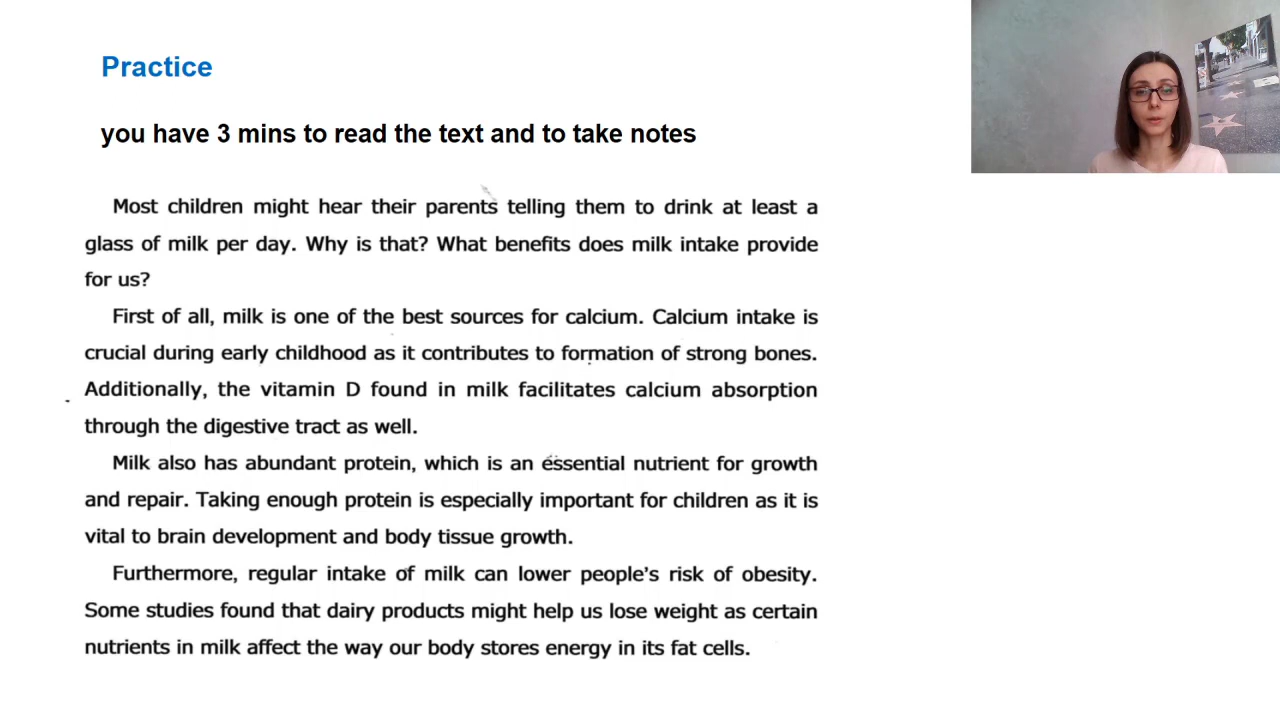 Practice
you have 3 mins to read the text and to take notes
Most children might hear their parents telling them to drink at least a
glass of milk per day. Why is that? What benefits does milk intake provide
for us?
First of all, milk is one of the best sources for calcium. Calcium intake is
crucial during early childhood as it contributes to formation of strong bones.
Additionally, the vitamin D found in milk facilitates calcium absorption
through the digestive tract as well.
Milk also has abundant protein, which is an essential nutrient for growth
and repair. Taking enough protein is especially important for children as it is
vital to brain development and body tissue growth.
Furthermore, regular intake of milk can lower people's risk of obesity.
Some studies found that dairy products might help us lose weight as certain
nutrients in milk affect the way our body stores energy in its fat cells.